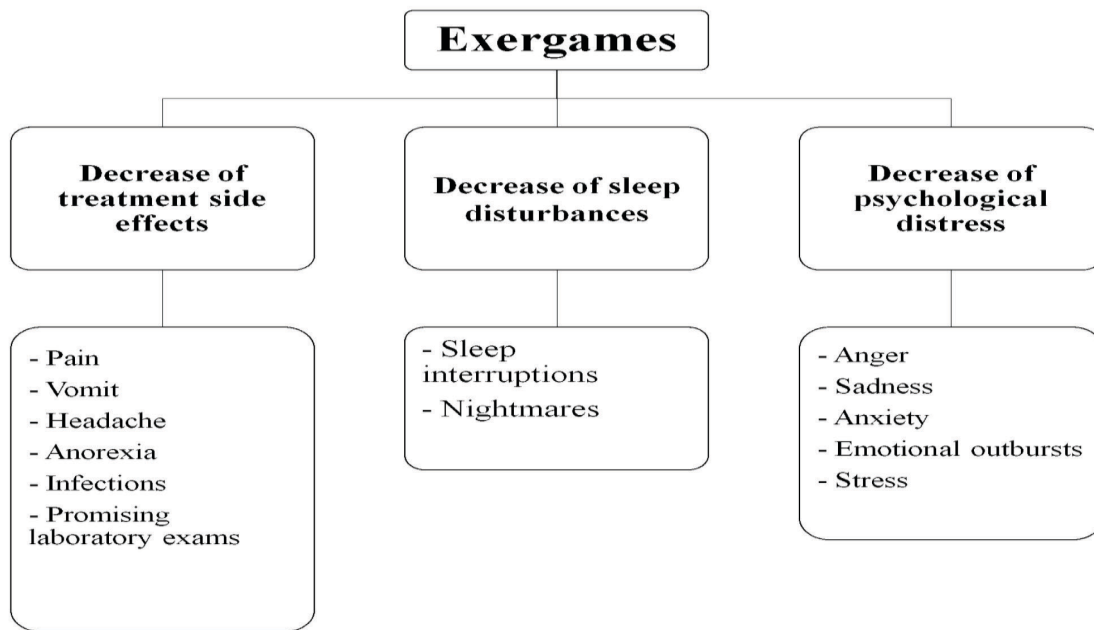 Exergames
Decrease of
treatment side
effects
- Pain
- Vomit
- Headache
- Anorexia
- Infections
- Promising
laboratory exams
Decrease of sleep
disturbances
- Sleep
interruptions
- Nightmares
Decrease of
psychological
distress
- Anger
- Sadness
- Anxiety
- Emotional outbursts
- Stress